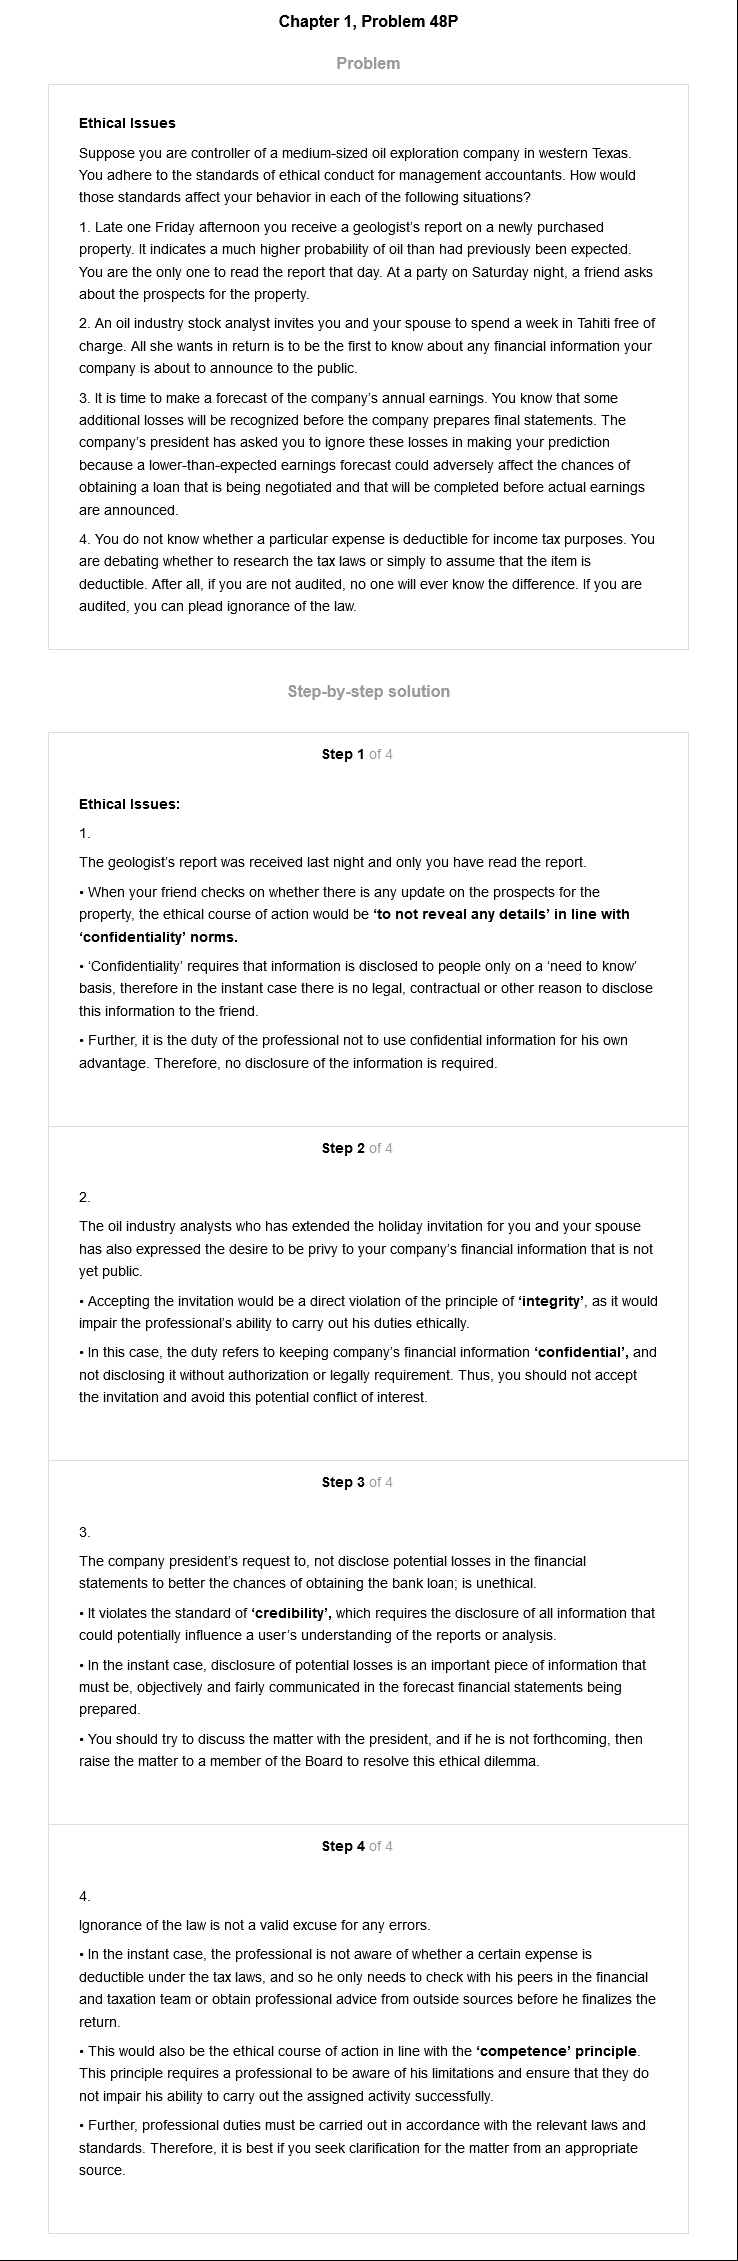 Chapter 1, Problem 48P
Problem
Ethical Issues
Suppose you are controller of a medium-sized oil exploration company in western Texas.
You adhere to the standards of ethical conduct for management accountants. How would
those standards affect your behavior in each of the following situations?
1. Late one Friday afternoon you receive a geologist's report on a newly purchased
property. It indicates a much higher probability of oil than had previously been expected.
You are the only one to read the report that day. At a party on Saturday night, a friend asks
about the prospects for the property.
2. An oil industry stock analyst invites you and your spouse to spend a week in Tahiti free of
charge. All she wants in return is to be the first to know about any financial information your
company is about to announce to the public.
3. It is time to make a forecast of the company's annual earnings. You know that some
additional losses will be recognized before the company prepares final statements. The
company's president has asked you to ignore these losses in making your prediction
because a lower-than-expected earnings forecast could adversely affect the chances of
obtaining a loan that is being negotiated and that will be completed before actual earnings
are announced.
4. You do not know whether a particular expense is deductible for income tax purposes. You
are debating whether to research the tax laws or simply to assume that the item is
deductible. After all, if you are not audited, no one will ever know the difference. If you are
audited, you can plead ignorance of the law.
Step-by-step solution
Step 1 of 4
Ethical Issues:
1.
The geologist's report was received last night and only you have read the report.
• When your friend checks on whether there is any update on the prospects for the
property, the ethical course of action would be ‘to not reveal any details’ in line with
‘confidentiality’ norms.
• ‘Confidentiality’ requires that information is disclosed to people only on a ‘need to know’
basis, therefore in the instant case there is no legal, contractual or other reason to disclose
this information to the friend.
• Further, it is the duty of the professional not to use confidential information for his own
advantage. Therefore, no disclosure of the information is required.
Step 2 of 4
2.
The oil industry analysts who has extended the holiday invitation for you and your spouse
has also expressed the desire to be privy to your company's financial information that is not
yet public.
• Accepting the invitation would be a direct violation of the principle of ‘integrity’, as it would
impair the professional's ability to carry out his duties ethically.
• In this case, the duty refers to keeping company's financial information ‘confidential’, and
not disclosing it without authorization or legally requirement. Thus, you should not accept
the invitation and avoid this potential conflict of interest.
Step 3 of 4
3.
The company president's request to, not disclose potential losses in the financial
statements to better the chances of obtaining the bank loan; is unethical.
• It violates the standard of ‘credibility’, which requires the disclosure of all information that
could potentially influence a user's understanding of the reports or analysis.
• In the instant case, disclosure of potential losses is an important piece of information that
must be, objectively and fairly communicated in the forecast financial statements being
prepared.
• You should try to discuss the matter with the president, and if he is not forthcoming, then
raise the matter to a member of the Board to resolve this ethical dilemma.
Step 4 of 4
4.
Ignorance of the law is not a valid excuse for any errors.
• In the instant case, the professional is not aware of whether a certain expense is
deductible under the tax laws, and so he only needs to check with his peers in the financial
and taxation team or obtain professional advice from outside sources before he finalizes the
return.
• This would also be the ethical course of action in line with the ‘competence’ principle.
This principle requires a professional to be aware of his limitations and ensure that they do
not impair his ability to carry out the assigned activity successfully.
• Further, professional duties must be carried out in accordance with the relevant laws and
standards. Therefore, it is best if you seek clarification for the matter from an appropriate
source.